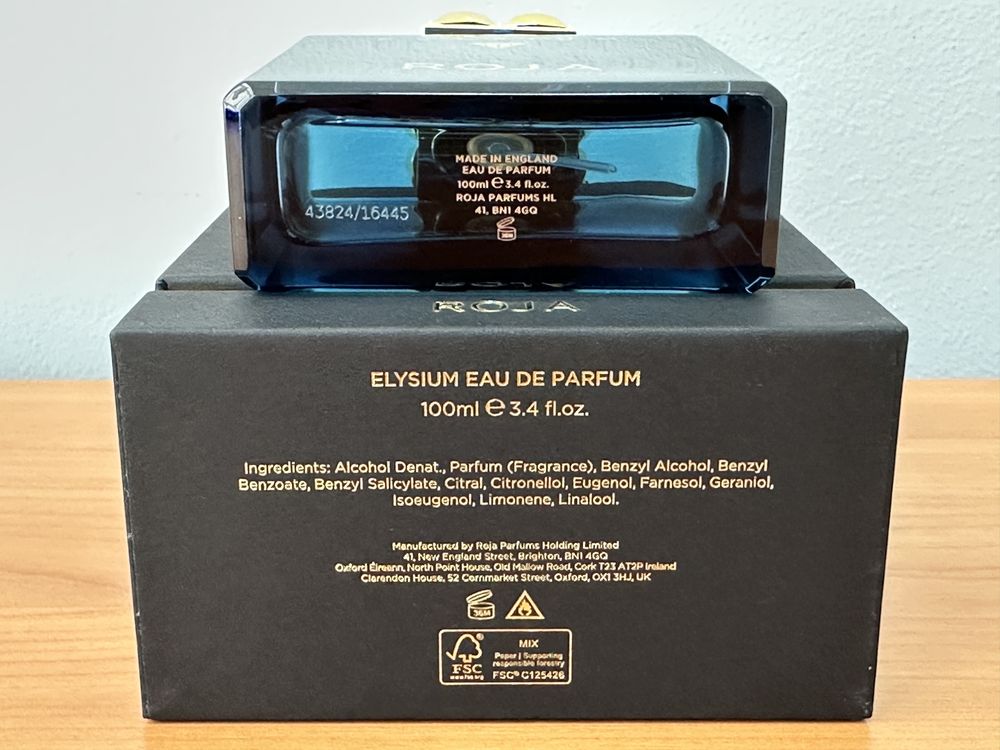 ROJA
MADE IN ENGLAND
EAU DE PARFUM
100ml ℮ 3.4 fl.oz.
ROJA PARFUMS HL
41, BN1 4GQ
43824/16445
36M
ROJA
ELYSIUM EAU DE PARFUM
100ml ℮ 3.4 fl.oz.
Ingredients: Alcohol Denat., Parfum (Fragrance), Benzyl Alcohol, Benzyl
Benzoate, Benzyl Salicylate, Citral, Citronellol, Eugenol, Farnesol, Geraniol,
Isoeugenol, Limonene, Linalool.
Manufactured by Roja Parfums Holding Limited
41, New England Street, Brighton, BN1 4GQ
Oxford Éireann, North Point House, Old Mallow Road, Cork T23 AT2P Ireland
Clarendon House, 52 Cornmarket Street, Oxford, OX1 3HJ, UK
36M
FSC®
www.fsc.org
MIX
Paper | Supporting
responsible forestry
FSC® C125426